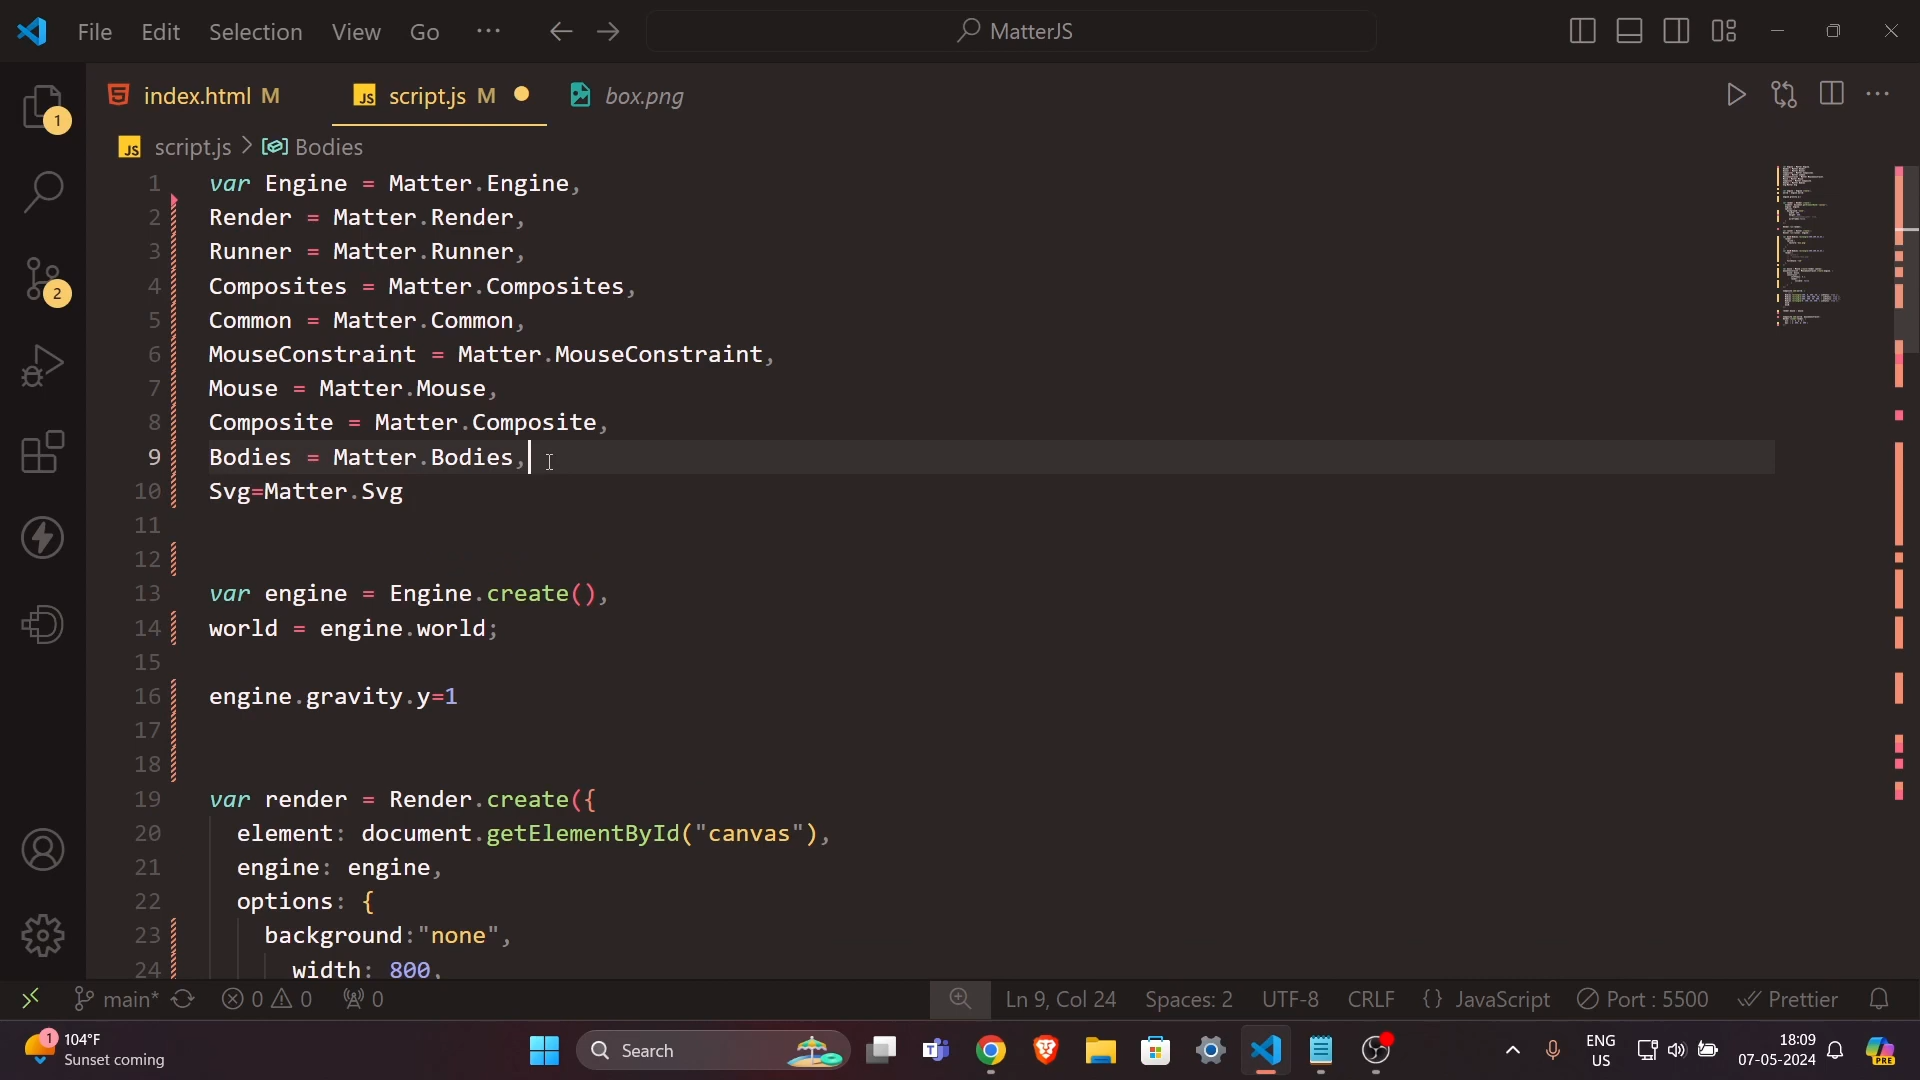 File Edit Selection View Go ··· MatterJS
index.html M script.js M box.png
script.js > Bodies
1 var Engine = Matter.Engine,
2 Render = Matter.Render,
3 Runner = Matter.Runner,
4 Composites = Matter.Composites,
5 Common = Matter.Common,
6 MouseConstraint = Matter.MouseConstraint,
7 Mouse = Matter.Mouse,
8 Composite = Matter.Composite,
9 Bodies = Matter.Bodies,
10 Svg=Matter.Svg
11
12
13 var engine = Engine.create(),
14 world = engine.world;
15
16 engine.gravity.y=1
17
18
19 var render = Render.create({
20 element: document.getElementById("canvas"),
21 engine: engine,
22 options: {
23 background:"none",
24 width: 800,
1
2
main* 0 0 0 Ln 9, Col 24 Spaces: 2 UTF-8 CRLF {} JavaScript Port : 5500 Prettier
1 104°F
Sunset coming
Search
ENG
US
18:09
07-05-2024
PRE